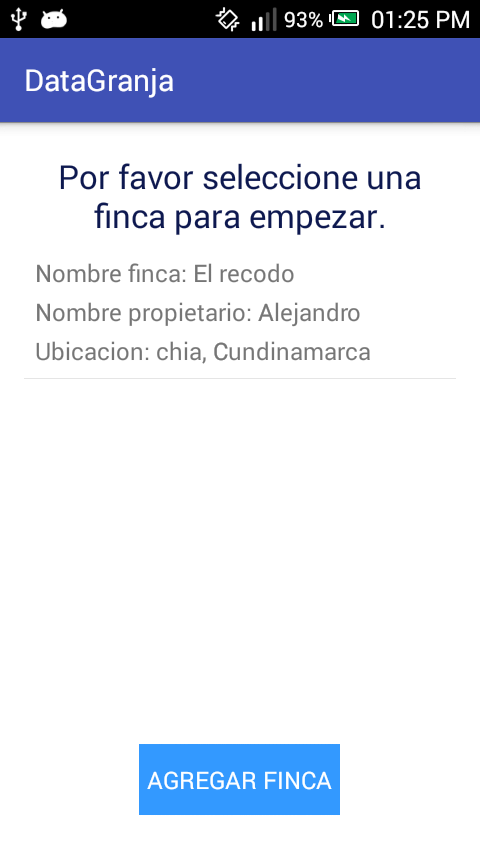 93% 01:25 PM
DataGranja
Por favor seleccione una
finca para empezar.
Nombre finca: El recodo
Nombre propietario: Alejandro
Ubicacion: chia, Cundinamarca
AGREGAR FINCA